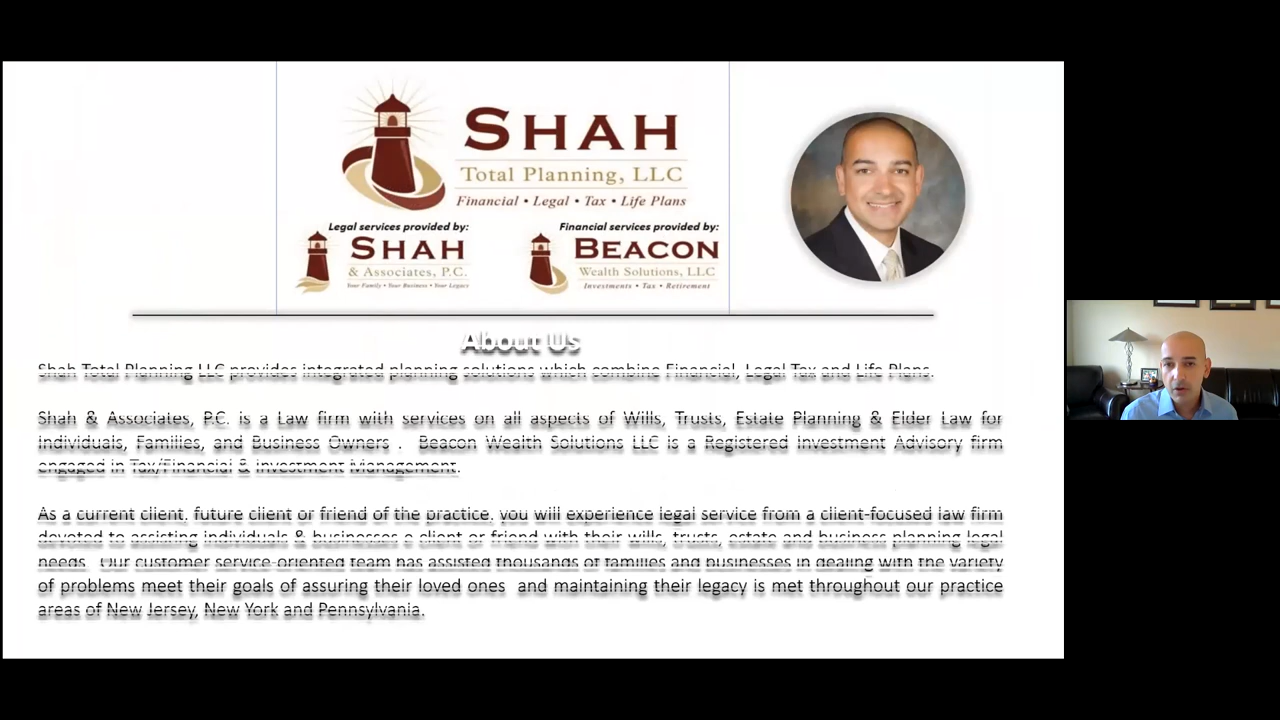 SHAH
Total Planning, LLC
Financial • Legal • Tax • Life Plans
Legal services provided by:
SHAH
& Associates, P.C.
Your Family • Your Business • Your Legacy
Financial services provided by:
BEACON
Wealth Solutions, LLC
Investments • Tax • Retirement
About Us
Shah Total Planning LLC provides integrated planning solutions which combine Financial, Legal Tax and Life Plans.
Shah & Associates, P.C. is a Law firm with services on all aspects of Wills, Trusts, Estate Planning & Elder Law for
Individuals, Families, and Business Owners . Beacon Wealth Solutions LLC is a Registered Investment Advisory firm
engaged in Tax/Financial & Investment Management.
As a current client, future client or friend of the practice, you will experience legal service from a client-focused law firm
devoted to assisting individuals & businesses e client or friend with their wills, trusts, estate and business planning legal
needs. Our customer service-oriented team has assisted thousands of families and businesses in dealing with the variety
of problems meet their goals of assuring their loved ones and maintaining their legacy is met throughout our practice
areas of New Jersey, New York and Pennsylvania.